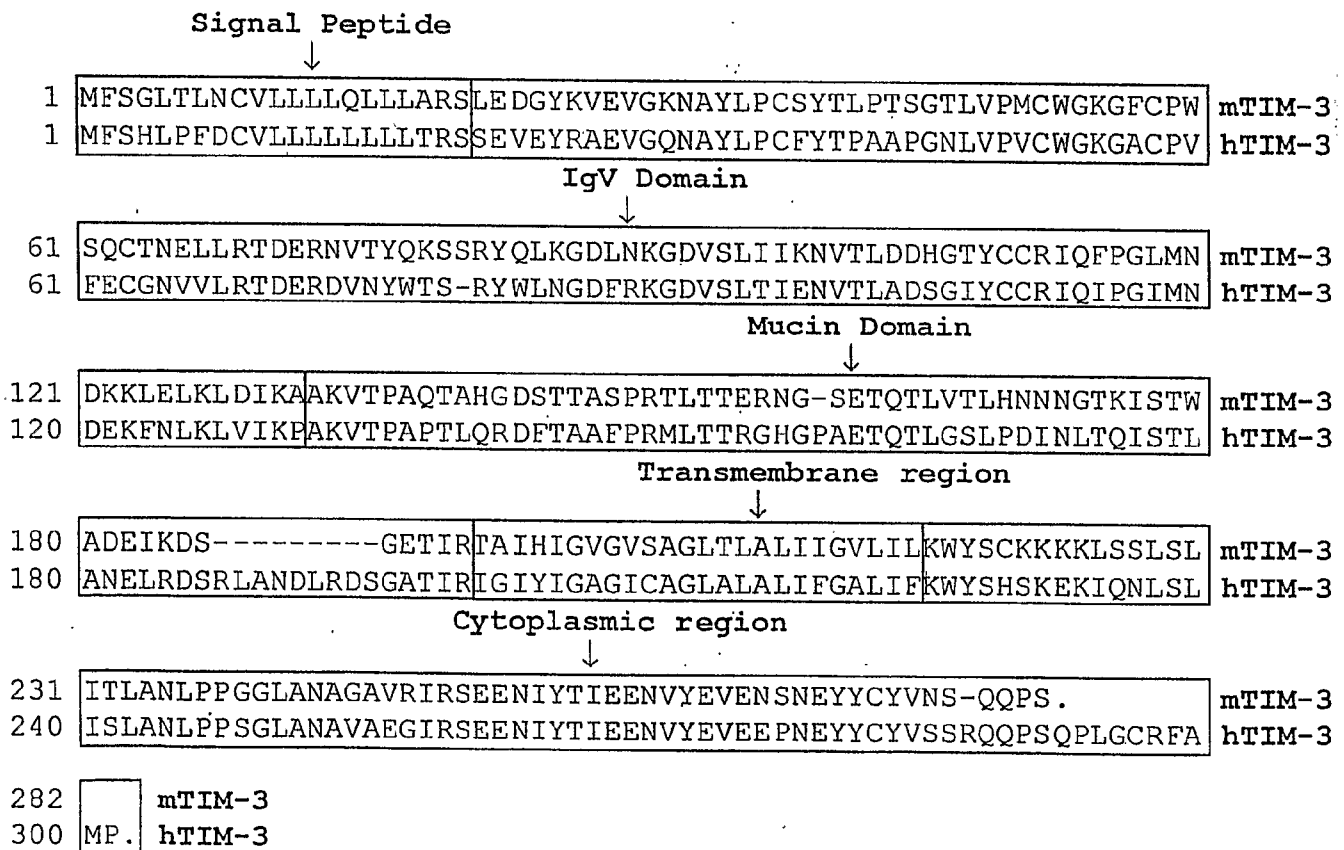 Signal Peptide
1 MFSGLTLNCVLLLLQLLLARSLEDGYKVEVGKNAYLPCSYTLPTSGTLVPMCWGKGFCPW mTIM-3
1 MFSHLPFDCVLLLLLLLLTRSSEVEYRAEVGQNAYLPCFYTPAAPGNLVPVCWGKGACPV hTIM-3
IgV Domain
61 SQCTNELLRTDERNVTYQKSSRYQLKGDLNKGDVSLIIKNVTLDDHGTYCCRIQFPGLMN mTIM-3
61 FECGNVVLRTDERDVNYWTS-RYWLNGDFRKGDVSLTIENVTLADSGIYCCRIQIPGIMN hTIM-3
Mucin Domain
121 DKKLELKLDIKAAKVTPAQTAHGDSTTASPRTLTTERNG-SETQTLVTLHNNNGTKISTW mTIM-3
120 DEKFNLKLVIKPAKVTPAPTLQRDFTAAFPRMLTTRGHGPAETQTLGSLPDINLTQISTL hTIM-3
Transmembrane region
180 ADEIKDS---------GETIRTAIHIGVGVSAGLTLALIIGVLILKWYSCKKKKLSSLSL mTIM-3
180 ANELRDSRLANDLRDSGATIRIGIYIGAGICAGLALALIFGALIFKWYSHSKEKIQNLSL hTIM-3
Cytoplasmic region
231 ITLANLPPGGLANAGAVRIRSEENIYTIEENVYEVENSNEYYCYVNS-QQPS. mTIM-3
240 ISLANLPPSGLANAVAEGIRSEENIYTIEENVYEVEEPNEYYCYVSSRQQPSQPLGCRFA hTIM-3
282 mTIM-3
300 MP. hTIM-3